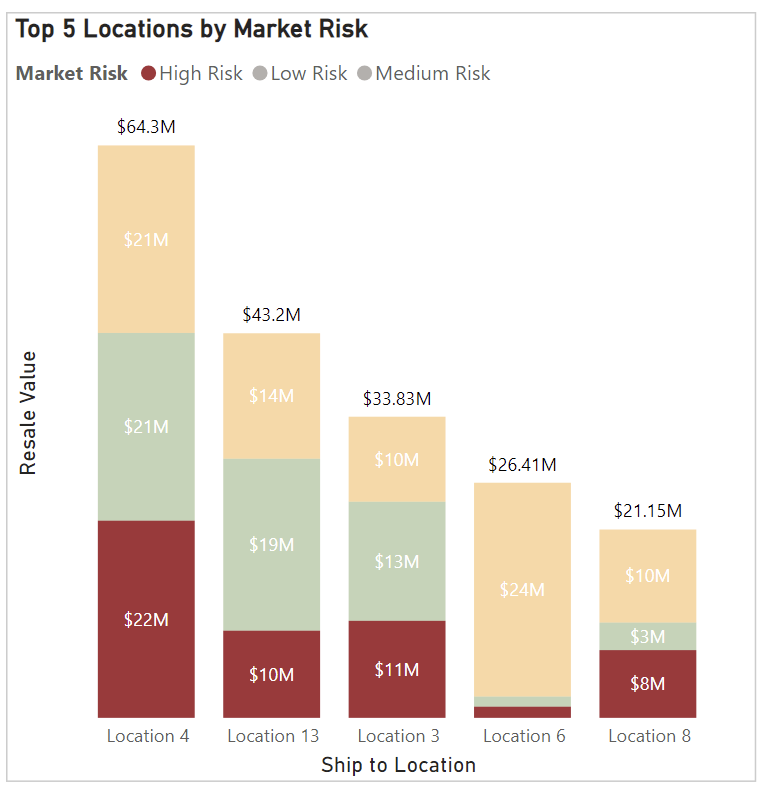 Top 5 Locations by Market Risk
Market Risk High Risk Low Risk Medium Risk
$64.3M
$21M
$21M
$22M
$43.2M
$14M
$19M
$10M
$33.83M
$10M
$13M
$11M
$26.41M
$24M
$21.15M
$10M
$3M
$8M
Resale Value
Location 4 Location 13 Location 3 Location 6 Location 8
Ship to Location